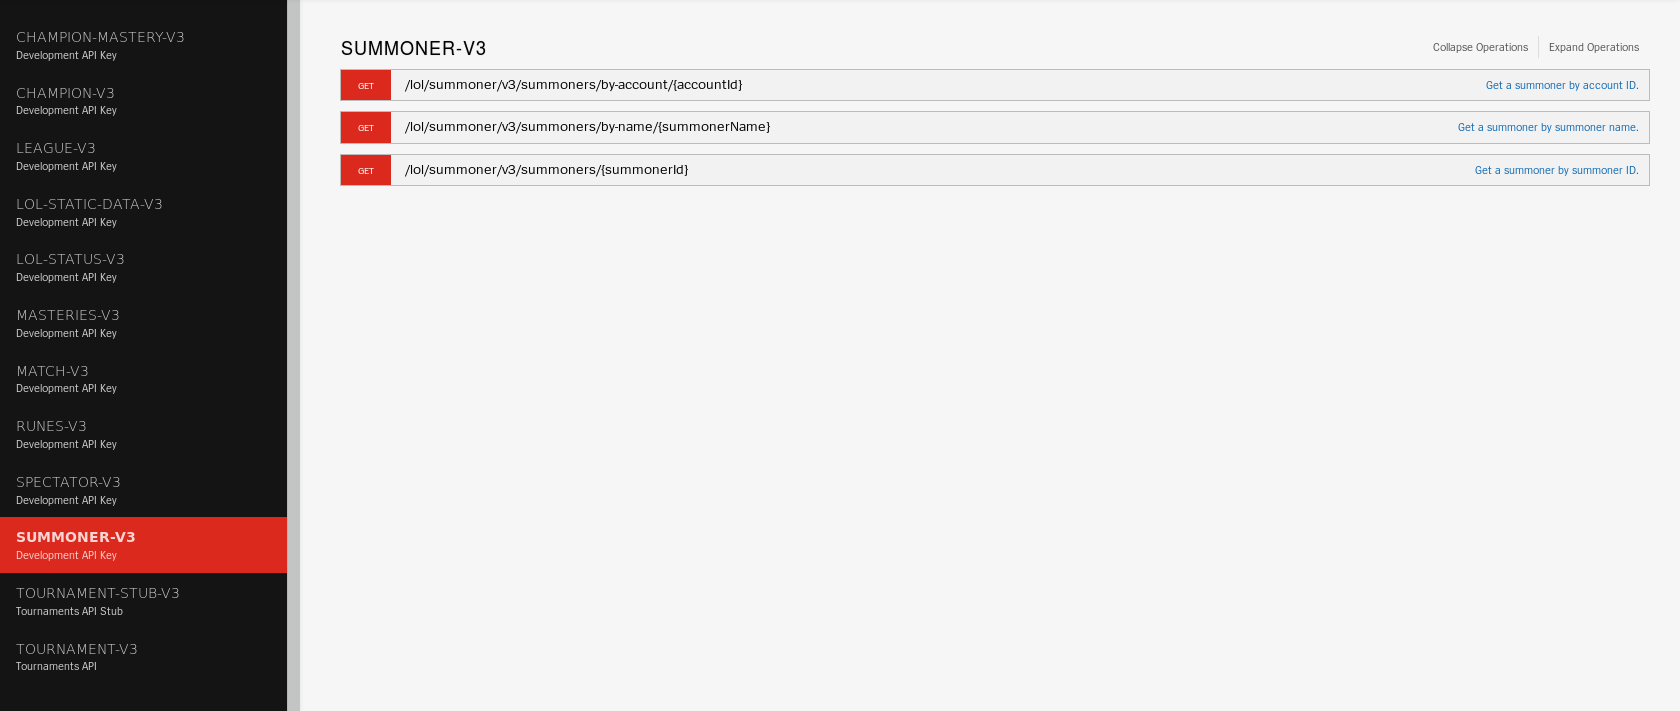 CHAMPION-MASTERY-V3
Development API Key
CHAMPION-V3
Development API Key
LEAGUE-V3
Development API Key
LOL-STATIC-DATA-V3
Development API Key
LOL-STATUS-V3
Development API Key
MASTERIES-V3
Development API Key
MATCH-V3
Development API Key
RUNES-V3
Development API Key
SPECTATOR-V3
Development API Key
SUMMONER-V3
Development API Key
TOURNAMENT-STUB-V3
Tournaments API Stub
TOURNAMENT-V3
Tournaments API
SUMMONER-V3 Collapse Operations Expand Operations
GET /lol/summoner/v3/summoners/by-account/{accountId} Get a summoner by account ID.
GET /lol/summoner/v3/summoners/by-name/{summonerName} Get a summoner by summoner name.
GET /lol/summoner/v3/summoners/{summonerId} Get a summoner by summoner ID.